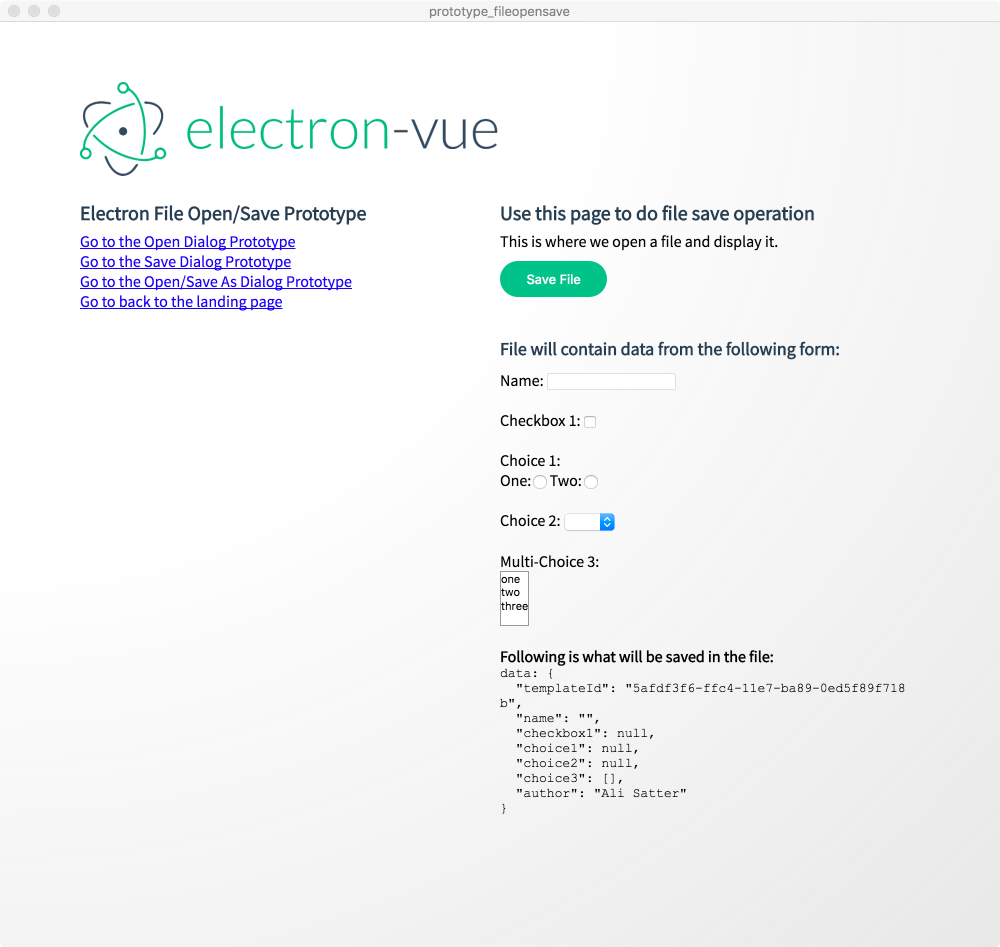 prototype_fileopensave
electron-vue
Electron File Open/Save Prototype
Go to the Open Dialog Prototype
Go to the Save Dialog Prototype
Go to the Open/Save As Dialog Prototype
Go to back to the landing page
Use this page to do file save operation
This is where we open a file and display it.
Save File
File will contain data from the following form:
Name:
Checkbox 1:
Choice 1:
One: Two:
Choice 2:
Multi-Choice 3:
one
two
three
Following is what will be saved in the file:
data: {
  "templateId": "5afdf3f6-ffc4-11e7-ba89-0ed5f89f718
b",
  "name": "",
  "checkbox1": null,
  "choice1": null,
  "choice2": null,
  "choice3": [],
  "author": "Ali Satter"
}